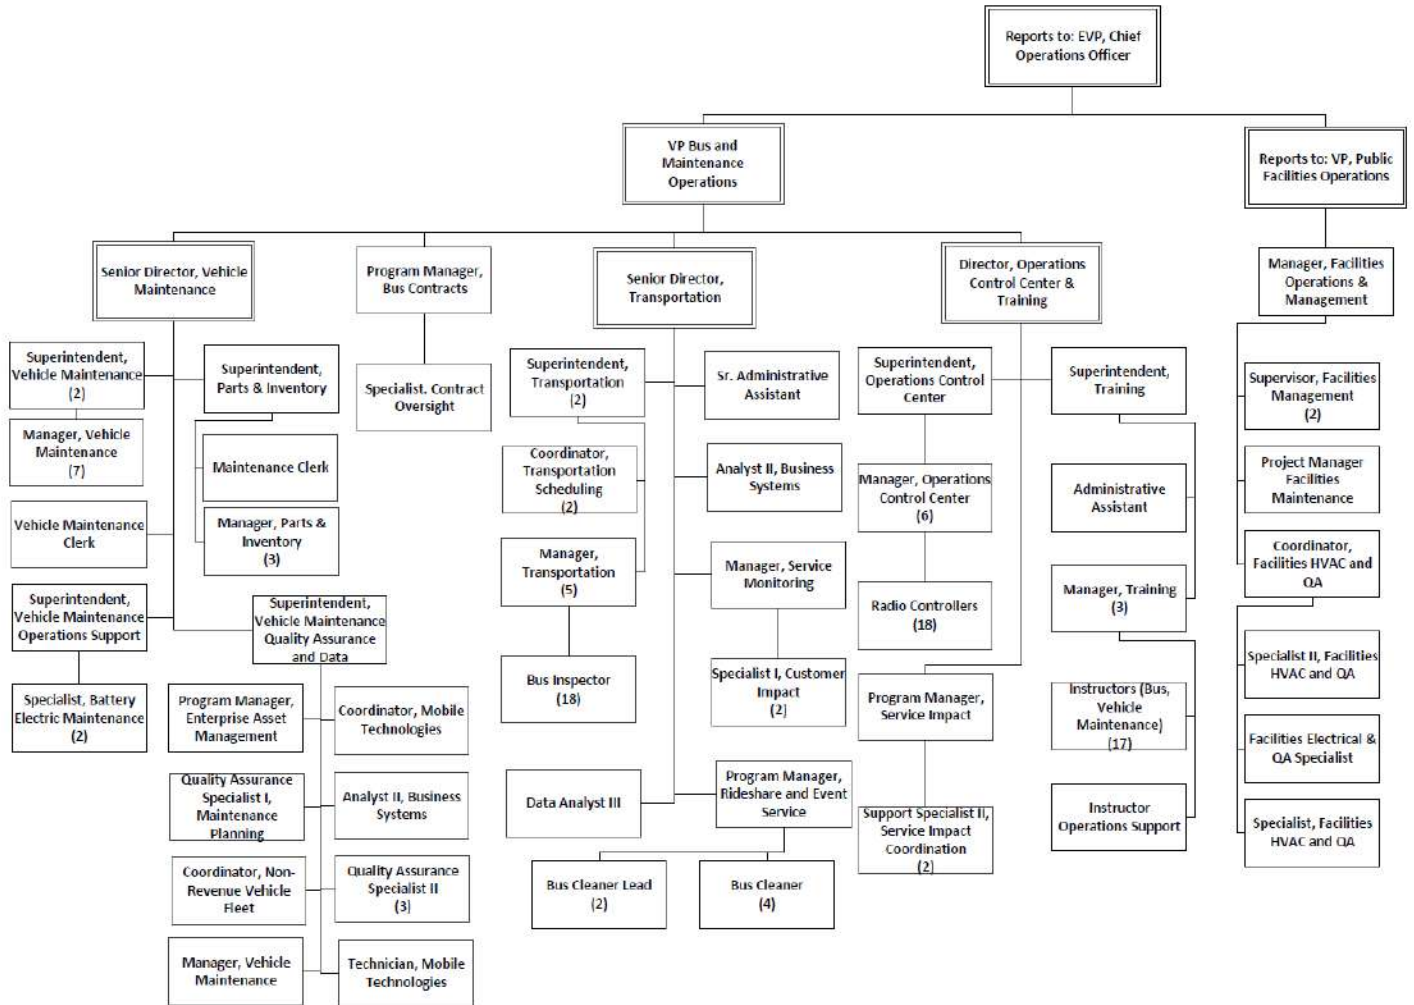 Reports to: EVP, Chief
Operations Officer
VP Bus and
Maintenance
Operations
Reports to: VP, Public
Facilities Operations
Senior Director, Vehicle
Maintenance
Program Manager,
Bus Contracts
Senior Director,
Transportation
Director, Operations
Control Center &
Training
Manager, Facilities
Operations &
Management
Superintendent,
Vehicle Maintenance
(2)
Superintendent,
Parts & Inventory
Specialist. Contract
Oversight
Superintendent,
Transportation
(2)
Sr. Administrative
Assistant
Superintendent,
Operations Control
Center
Superintendent,
Training
Supervisor, Facilities
Management
(2)
Manager, Vehicle
Maintenance
(7)
Maintenance Clerk
Coordinator,
Transportation
Scheduling
(2)
Analyst II, Business
Systems
Manager, Operations
Control Center
(6)
Administrative
Assistant
Project Manager
Facilities
Maintenance
Vehicle Maintenance
Clerk
Manager, Parts &
Inventory
(3)
Manager,
Transportation
(5)
Manager, Service
Monitoring
Radio Controllers
(18)
Manager, Training
(3)
Coordinator,
Facilities HVAC and
QA
Superintendent,
Vehicle Maintenance
Operations Support
Superintendent,
Vehicle Maintenance
Quality Assurance
and Data
Bus Inspector
(18)
Specialist I, Customer
Impact
(2)
Program Manager,
Service Impact
Instructors (Bus,
Vehicle
Maintenance)
(17)
Specialist II, Facilities
HVAC and QA
Specialist, Battery
Electric Maintenance
(2)
Program Manager,
Enterprise Asset
Management
Coordinator, Mobile
Technologies
Facilities Electrical &
QA Specialist
Quality Assurance
Specialist I,
Maintenance
Planning
Analyst II, Business
Systems
Data Analyst III
Program Manager,
Rideshare and Event
Service
Support Specialist II,
Service Impact
Coordination
(2)
Instructor
Operations Support
Specialist, Facilities
HVAC and QA
Coordinator, Non-
Revenue Vehicle
Fleet
Quality Assurance
Specialist II
(3)
Bus Cleaner Lead
(2)
Bus Cleaner
(4)
Manager, Vehicle
Maintenance
Technician, Mobile
Technologies